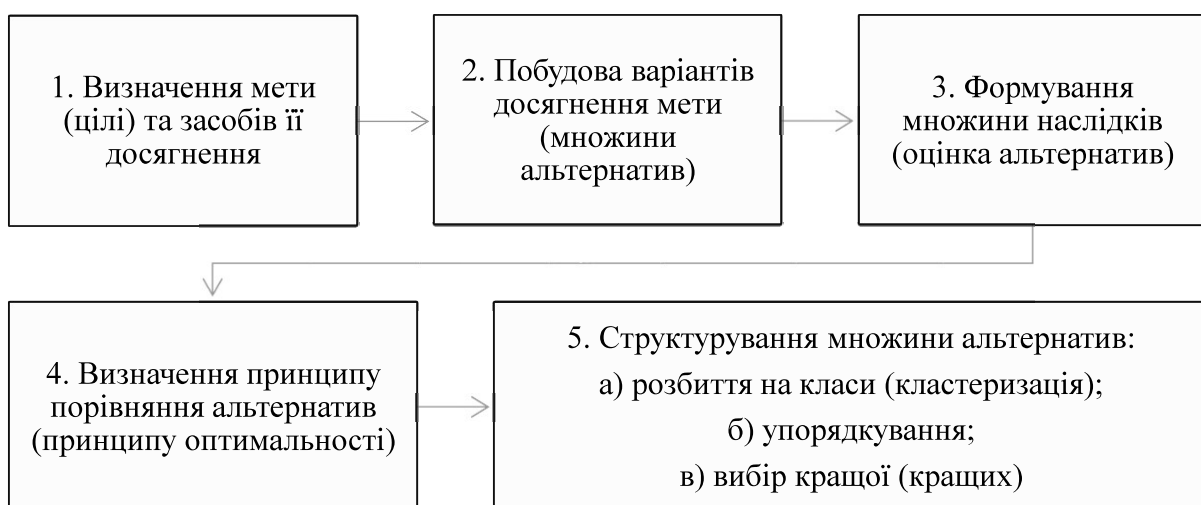 1. Визначення мети
(цілі) та засобів її
досягнення
2. Побудова варіантів
досягнення мети
(множини
альтернатив)
3. Формування
множини наслідків
(оцінка альтернатив)
4. Визначення принципу
порівняння альтернатив
(принципу оптимальності)
5. Структурування множини альтернатив:
а) розбиття на класи (кластеризація);
б) упорядкування;
в) вибір кращої (кращих)